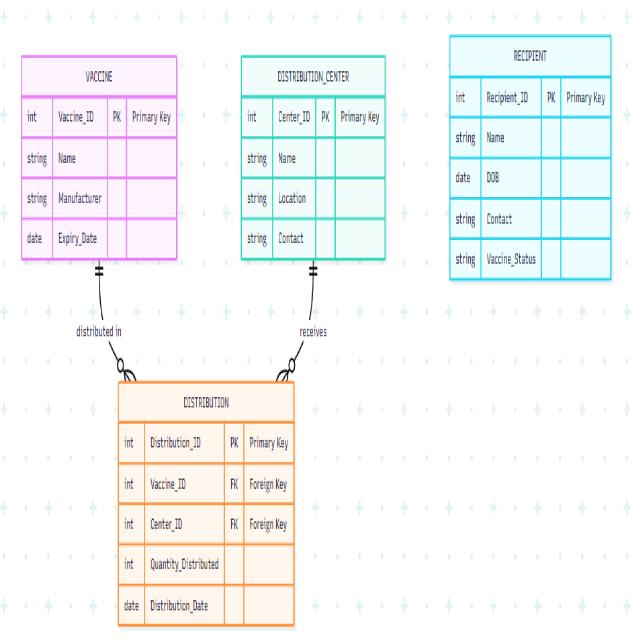 VACCINE
int Vaccine_ID PK Primary Key
string Name
string Manufacturer
date Expiry_Date
DISTRIBUTION_CENTER
int Center_ID PK Primary Key
string Name
string Location
string Contact
RECIPIENT
int Recipient_ID PK Primary Key
string Name
date DOB
string Contact
string Vaccine_Status
distributed in
receives
DISTRIBUTION
int Distribution_ID PK Primary Key
int Vaccine_ID FK Foreign Key
int Center_ID FK Foreign Key
int Quantity_Distributed
date Distribution_Date